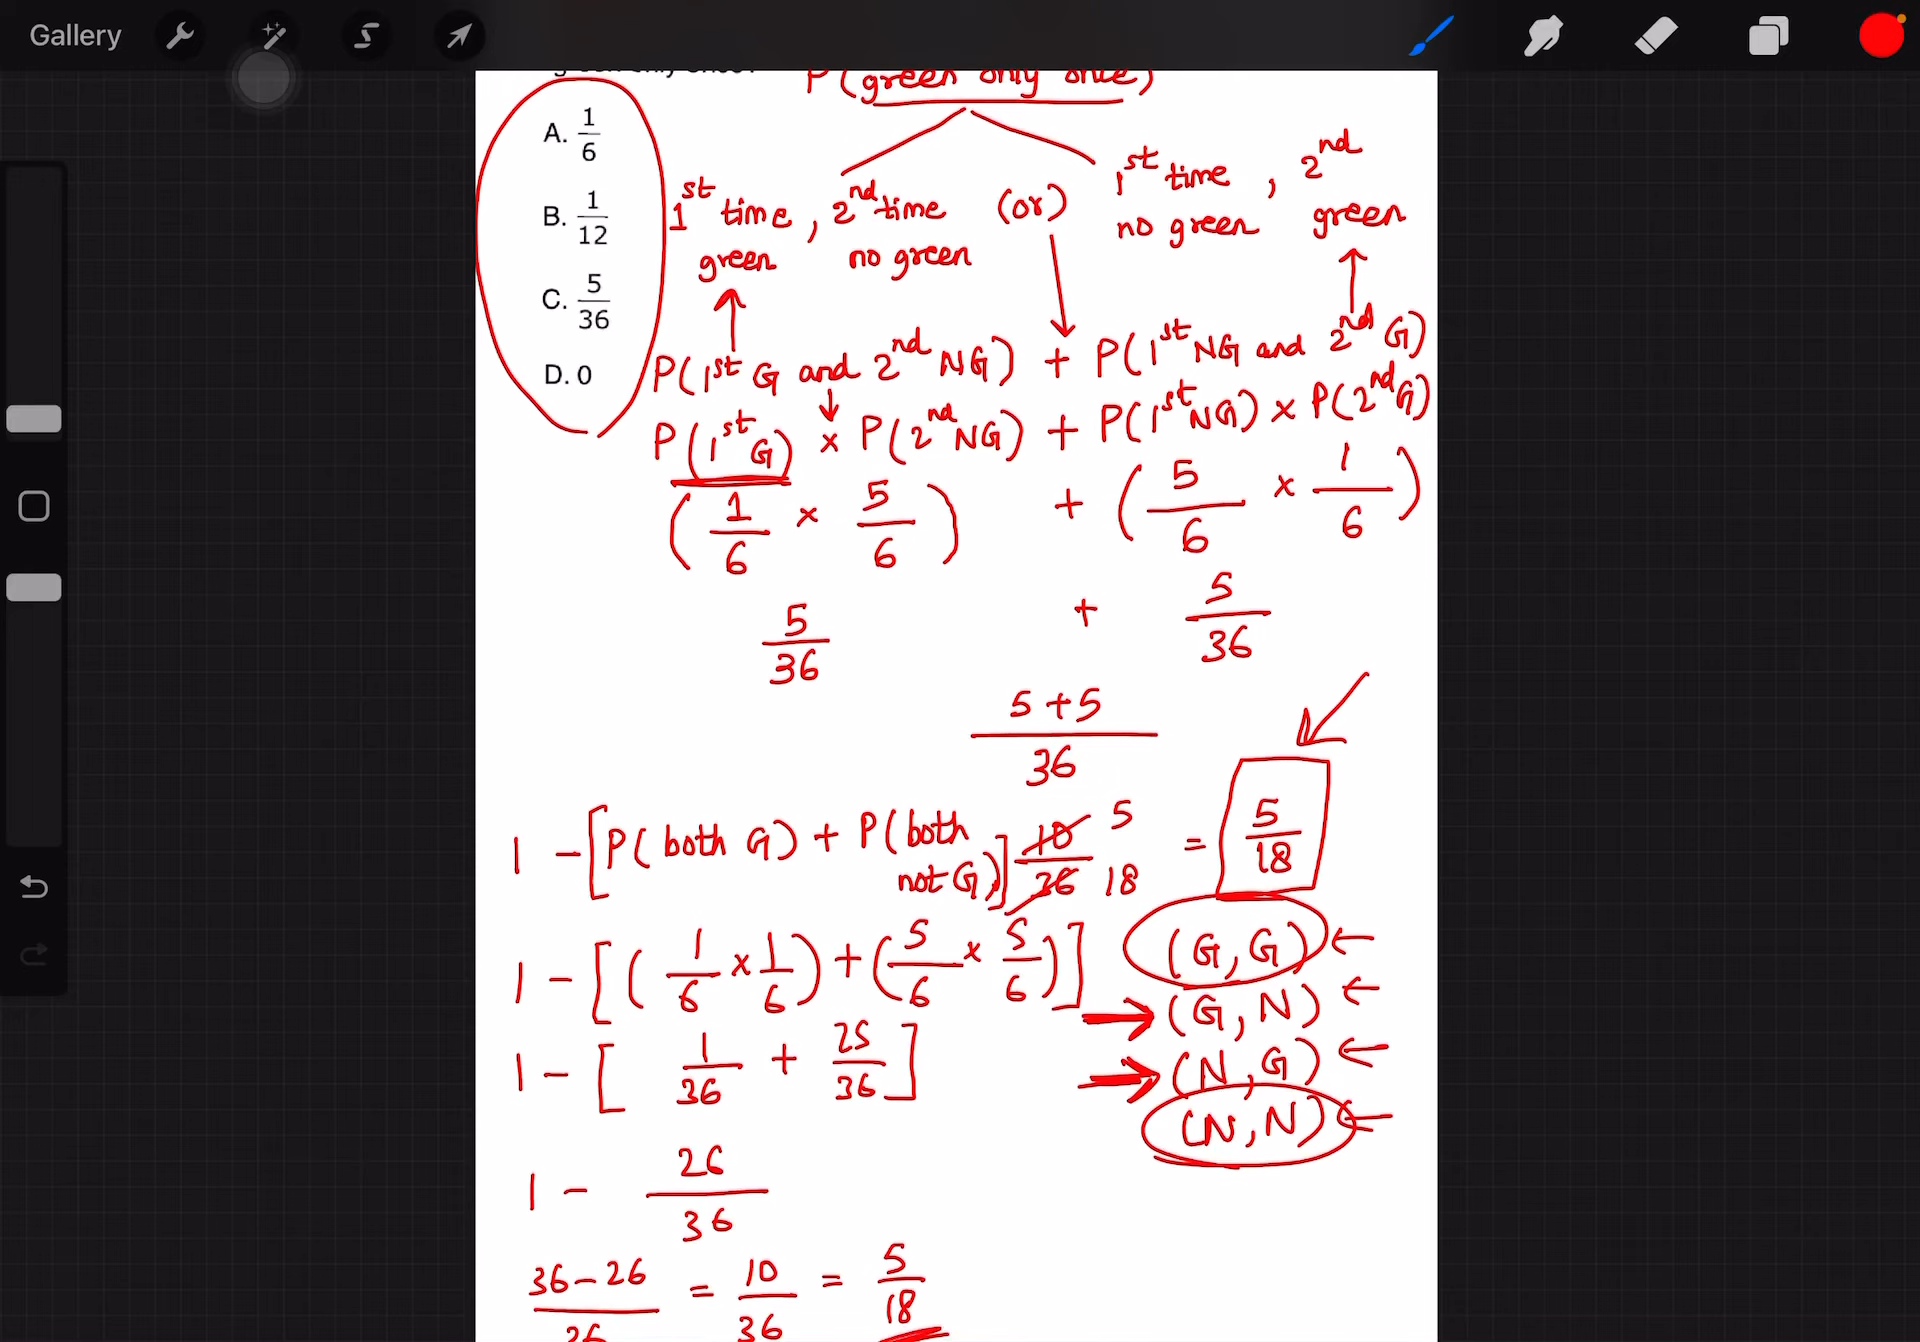 Gallery
P (green only once)
A. 1/6
B. 1/12
C. 5/36
D. 0
1st time green , 2nd time no green (or) 1st time no green , 2nd green
P(1st G and 2nd NG) + P(1st NG and 2nd G)
P(1st G) × P(2nd NG) + P(1st NG) × P(2nd G)
(1/6 × 5/6) + (5/6 × 1/6)
5/36 + 5/36
5+5/36
10/36 5/18 = 5/18
1 - [P(both G) + P(both not G)]
1 - [(1/6 × 1/6) + (5/6 × 5/6)]
1 - [1/36 + 25/36]
1 - 26/36
36-26/36 = 10/36 = 5/18
(G, G)
(G, N)
(N, G)
(N, N)